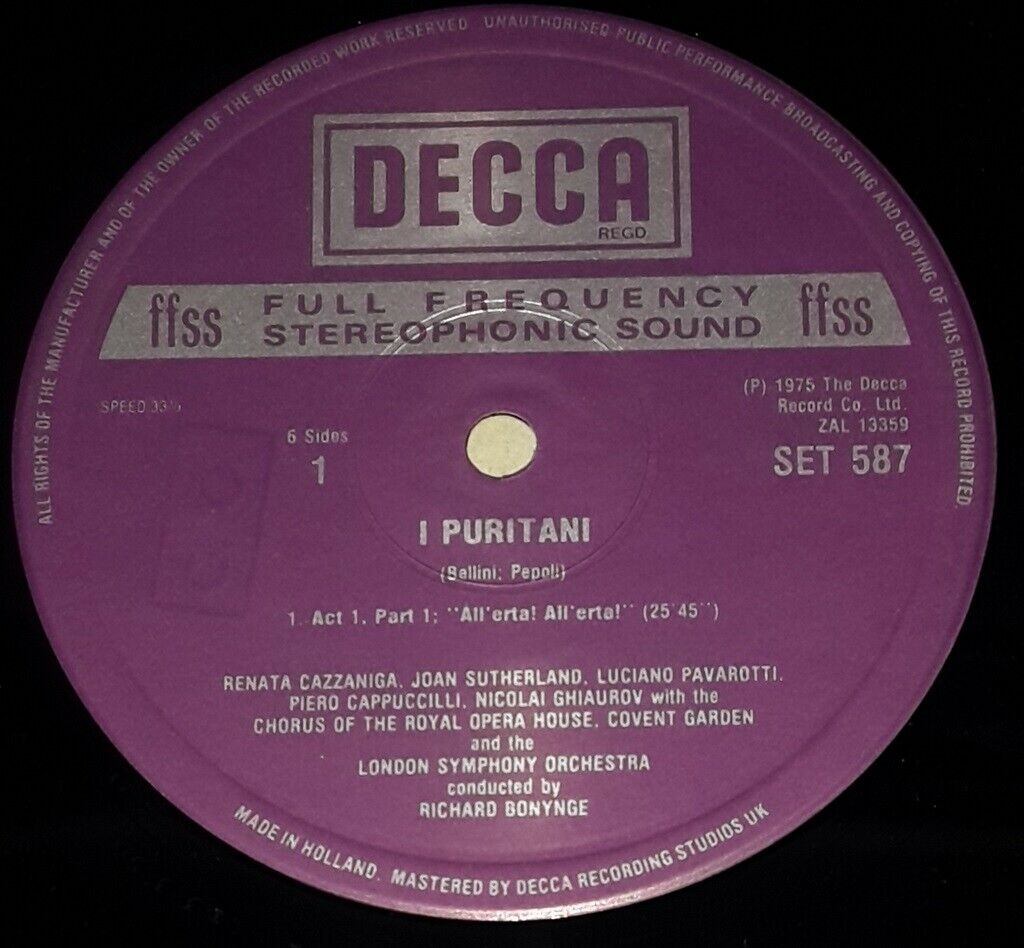 ALL RIGHTS OF THE MANUFACTURER AND OF THE OWNER OF THE RECORDED WORK RESERVED UNAUTHORISED PUBLIC PERFORMANCE BROADCASTING AND COPYING OF THIS RECORD PROHIBITED.
DECCA
REGD
ffss FULL FREQUENCY ffss
STEREOPHONIC SOUND
SPEED 33⅓
(P) 1975 The Decca
Record Co. Ltd.
ZAL 13359
6 Sides
1
SET 587
I PURITANI
(Bellini: Pepoli)
1. Act 1, Part 1; "All'erta! All'erta!" (25'45")
RENATA CAZZANIGA, JOAN SUTHERLAND, LUCIANO PAVAROTTI,
PIERO CAPPUCCILLI, NICOLAI GHIAUROV with the
CHORUS OF THE ROYAL OPERA HOUSE, COVENT GARDEN
and the
LONDON SYMPHONY ORCHESTRA
conducted by
RICHARD BONYNGE
MADE IN HOLLAND. MASTERED BY DECCA RECORDING STUDIOS UK